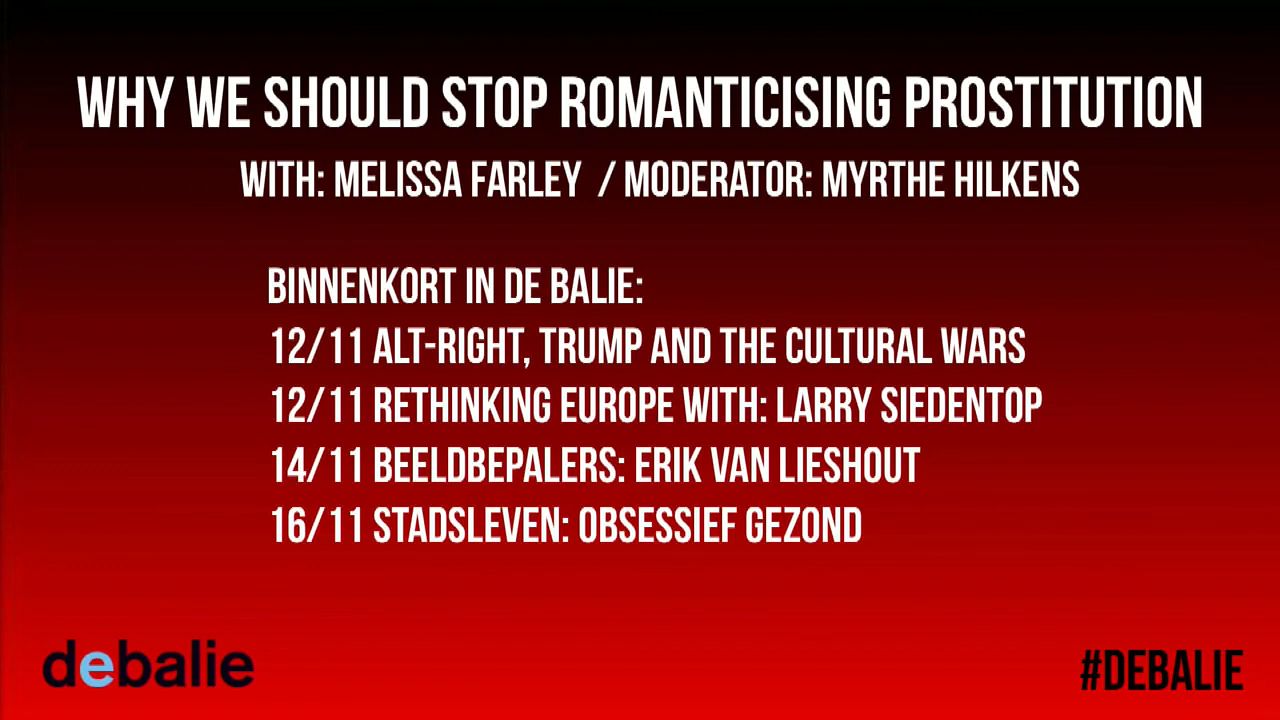 WHY WE SHOULD STOP ROMANTICISING PROSTITUTION
WITH: MELISSA FARLEY / MODERATOR: MYRTHE HILKENS
BINNENKORT IN DE BALIE:
12/11 ALT-RIGHT, TRUMP AND THE CULTURAL WARS
12/11 RETHINKING EUROPE WITH: LARRY SIEDENTOP
14/11 BEELDBEPALERS: ERIK VAN LIESHOUT
16/11 STADSLEVEN: OBSESSIEF GEZOND
debalie
#DEBALIE